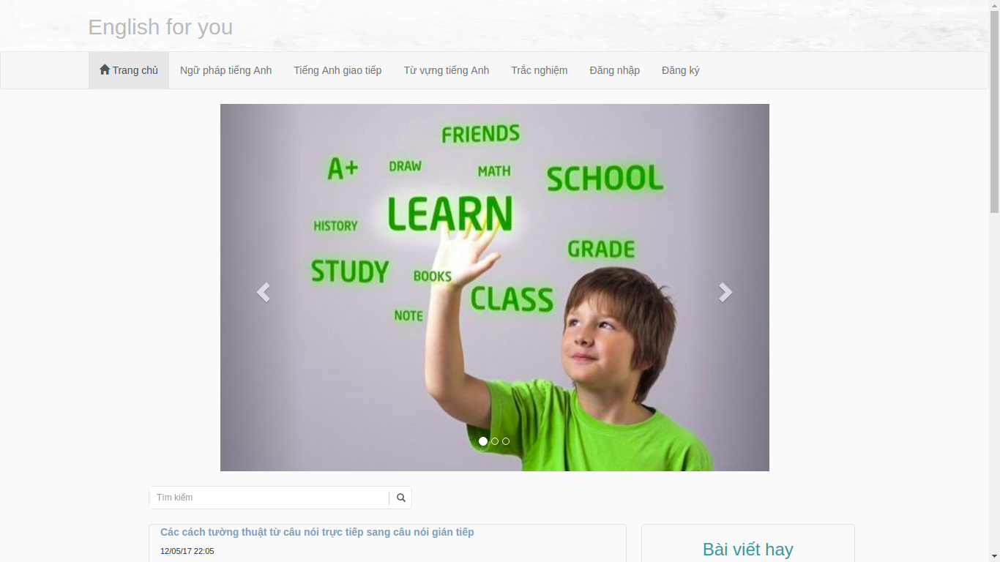 English for you
Trang chủ Ngữ pháp tiếng Anh Tiếng Anh giao tiếp Từ vựng tiếng Anh Trắc nghiệm Đăng nhập Đăng ký
FRIENDS
A+ DRAW MATH SCHOOL
LEARN
HISTORY
GRADE
STUDY BOOKS
CLASS
NOTE
Tìm kiếm
Các cách tường thuật từ câu nói trực tiếp sang câu nói gián tiếp
12/05/17 22:05
Bài viết hay